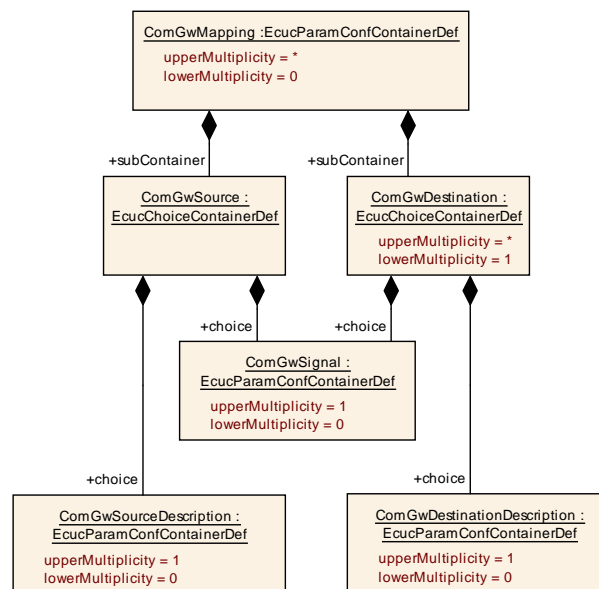 ComGwMapping :EcucParamConfContainerDef
upperMultiplicity = *
lowerMultiplicity = 0
+subContainer
+subContainer
ComGwSource :
EcucChoiceContainerDef
ComGwDestination :
EcucChoiceContainerDef
upperMultiplicity = *
lowerMultiplicity = 1
+choice
+choice
ComGwSignal :
EcucParamConfContainerDef
upperMultiplicity = 1
lowerMultiplicity = 0
+choice
+choice
ComGwSourceDescription :
EcucParamConfContainerDef
upperMultiplicity = 1
lowerMultiplicity = 0
ComGwDestinationDescription :
EcucParamConfContainerDef
upperMultiplicity = 1
lowerMultiplicity = 0